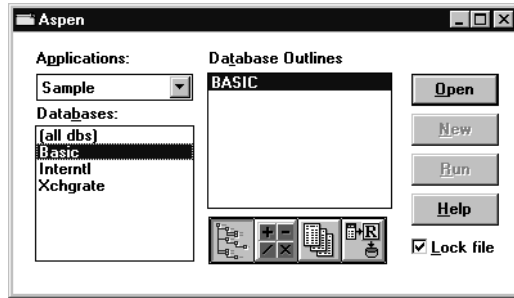 Aspen
Applications:
Sample
Databases:
(all dbs)
Basic
Interntl
Xchgrate
Database Outlines
BASIC
Open
New
Run
Help
Lock file
R